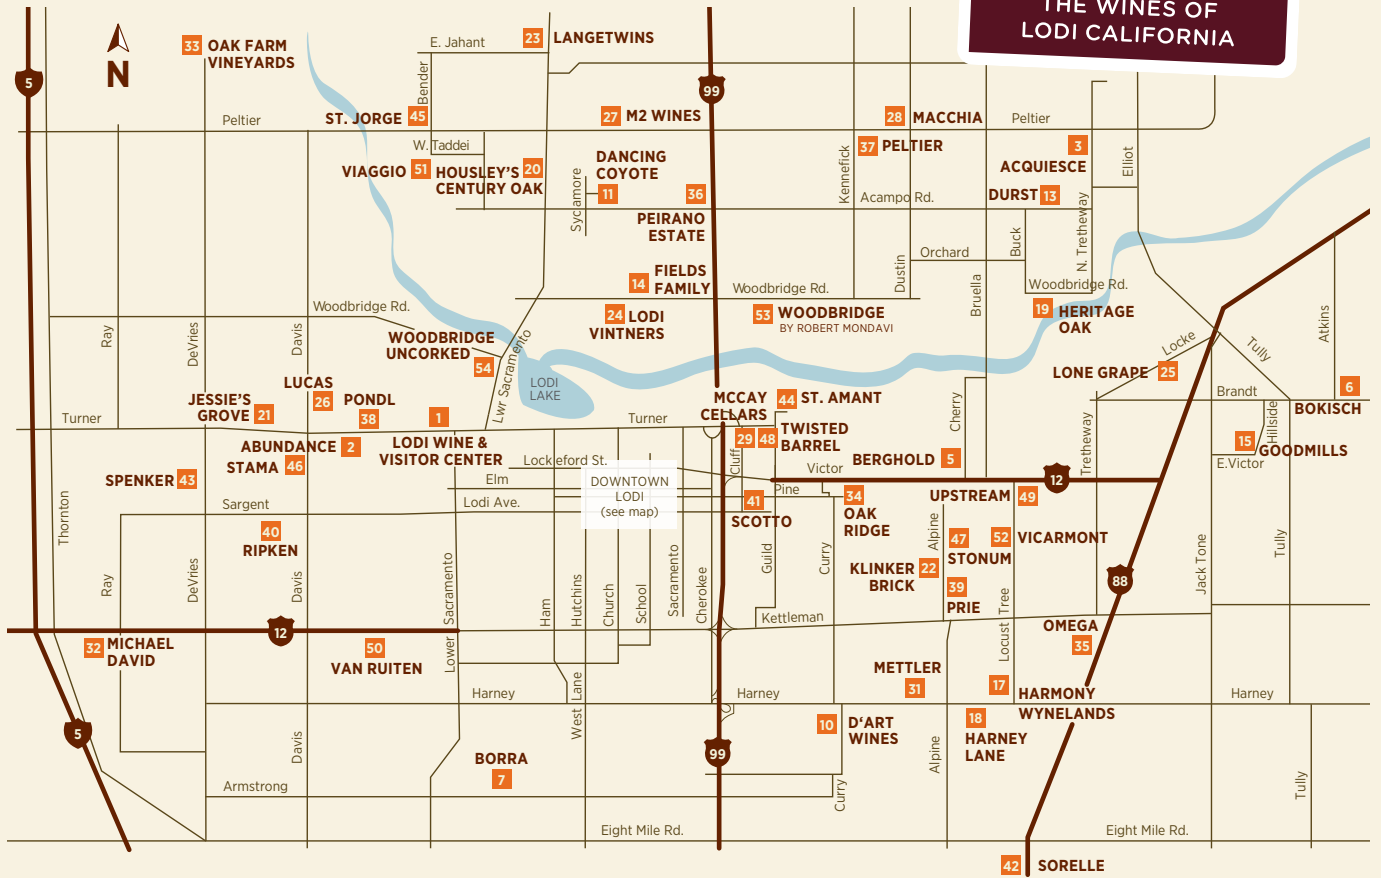 THE WINES OF
LODI CALIFORNIA
N
5
33 OAK FARM
VINEYARDS
E. Jahant
23 LANGETWINS
99
Bender
ST. JORGE 45
Peltier
27 M2 WINES
28 MACCHIA
Peltier
W. Taddei
37 PELTIER
3
ACQUIESCE
Elliot
VIAGGIO 51
HOUSLEY'S 20
CENTURY OAK
DANCING
COYOTE
11
36
Sycamore
PEIRANO
ESTATE
Kennefick
Acampo Rd.
DURST 13
N. Tretheway
Buck
Orchard
Dustin
Bruella
14 FIELDS
FAMILY
Woodbridge Rd.
Woodbridge Rd.
Woodbridge Rd.
24 LODI
VINTNERS
53 WOODBRIDGE
BY ROBERT MONDAVI
19 HERITAGE
OAK
Atkins
Ray
DeVries
Davis
WOODBRIDGE
UNCORKED
54
Lwr Sacramento
LODI
LAKE
Locke
Tully
LONE GRAPE 25
Brandt
6
BOKISCH
LUCAS
26
JESSIE'S
GROVE 21
PONDL
38
1
Turner
Turner
MCCAY
CELLARS
44 ST. AMANT
29 48
TWISTED
BARREL
Cherry
Tretheway
Hillside
15
GOODMILLS
E.Victor
ABUNDANCE 2
LODI WINE &
VISITOR CENTER
STAMA 46
SPENKER 43
Lockeford St.
Elm
Lodi Ave.
DOWNTOWN
LODI
(see map)
Cluff
Victor
Pine
BERGHOLD 5
12
Sargent
Thornton
40
RIPKEN
41
SCOTTO
34
OAK
RIDGE
UPSTREAM 49
Alpine
47
STONUM
52 VICARMONT
KLINKER 22
BRICK
39
PRIE
88
Jack Tone
Tully
Ray
DeVries
Davis
Sacramento
Lower
Ham
Hutchins
Church
School
Sacramento
Cherokee
Guild
Curry
Kettleman
Locust Tree
OMEGA
35
32 MICHAEL
DAVID
12
50
VAN RUITEN
METTLER
31
17
HARMONY
WYNELANDS
Harney
West Lane
Harney
Harney
5
99
10 D‘ART
WINES
18
HARNEY
LANE
Davis
BORRA
7
Alpine
Tully
Armstrong
Curry
Eight Mile Rd.
Eight Mile Rd.
42 SORELLE